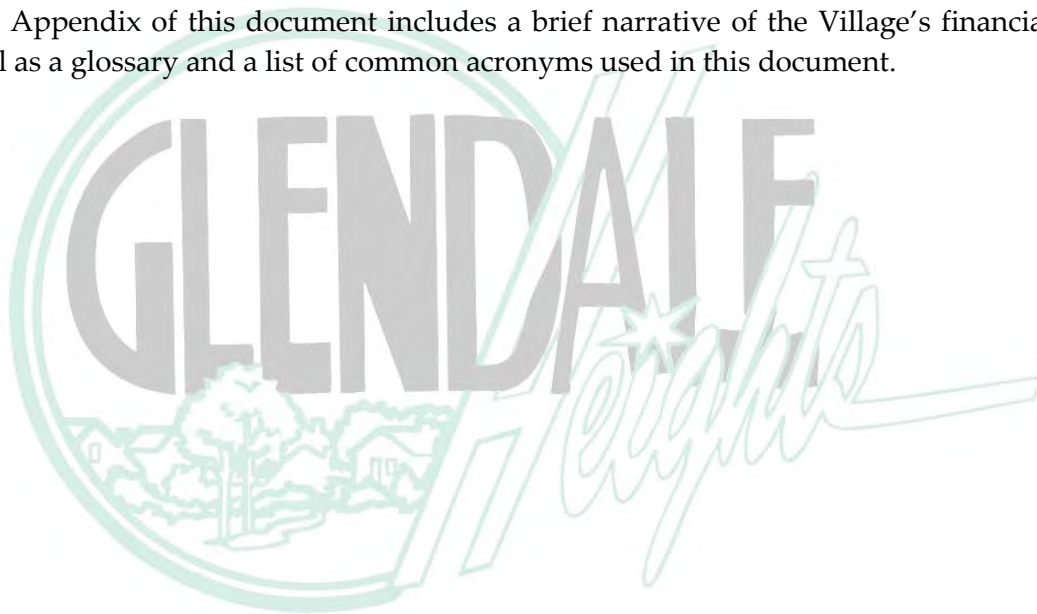 Appendix of this document includes a brief narrative of the Village’s financia
l as a glossary and a list of common acronyms used in this document.
GLENDALE
Heights